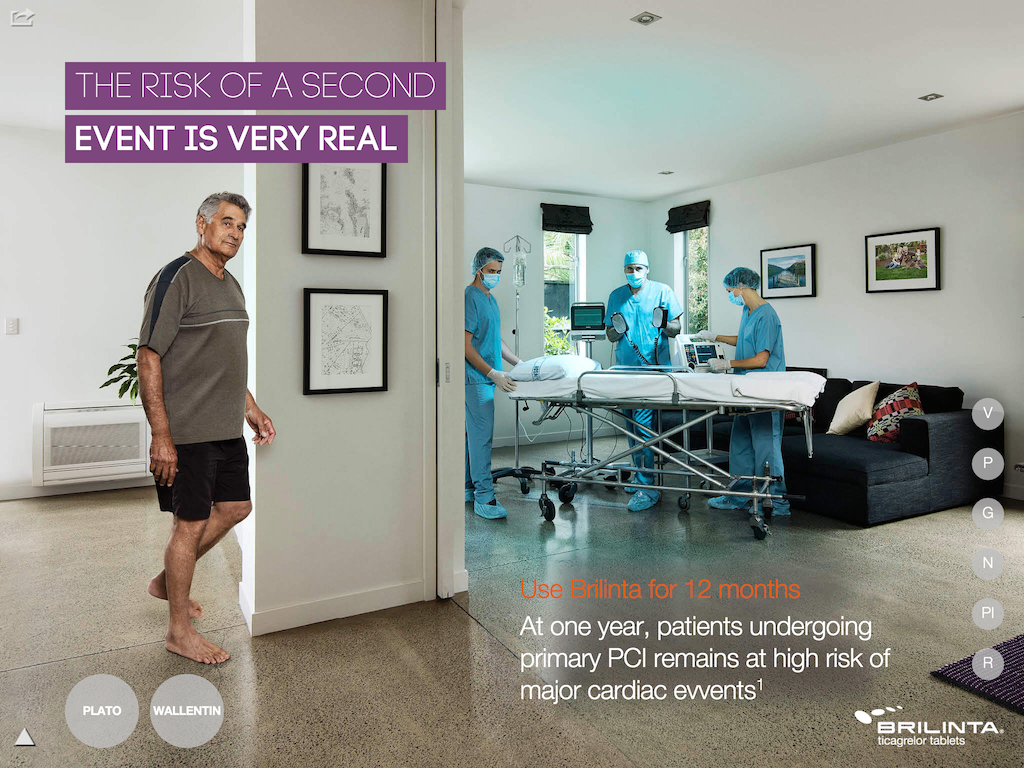 THE RISK OF A SECOND
EVENT IS VERY REAL
Use Brilinta for 12 months
At one year, patients undergoing
primary PCI remains at high risk of
major cardiac evvents1
V
P
G
N
PI
R
PLATO
WALLENTIN
BRILINTA®
ticagrelor tablets